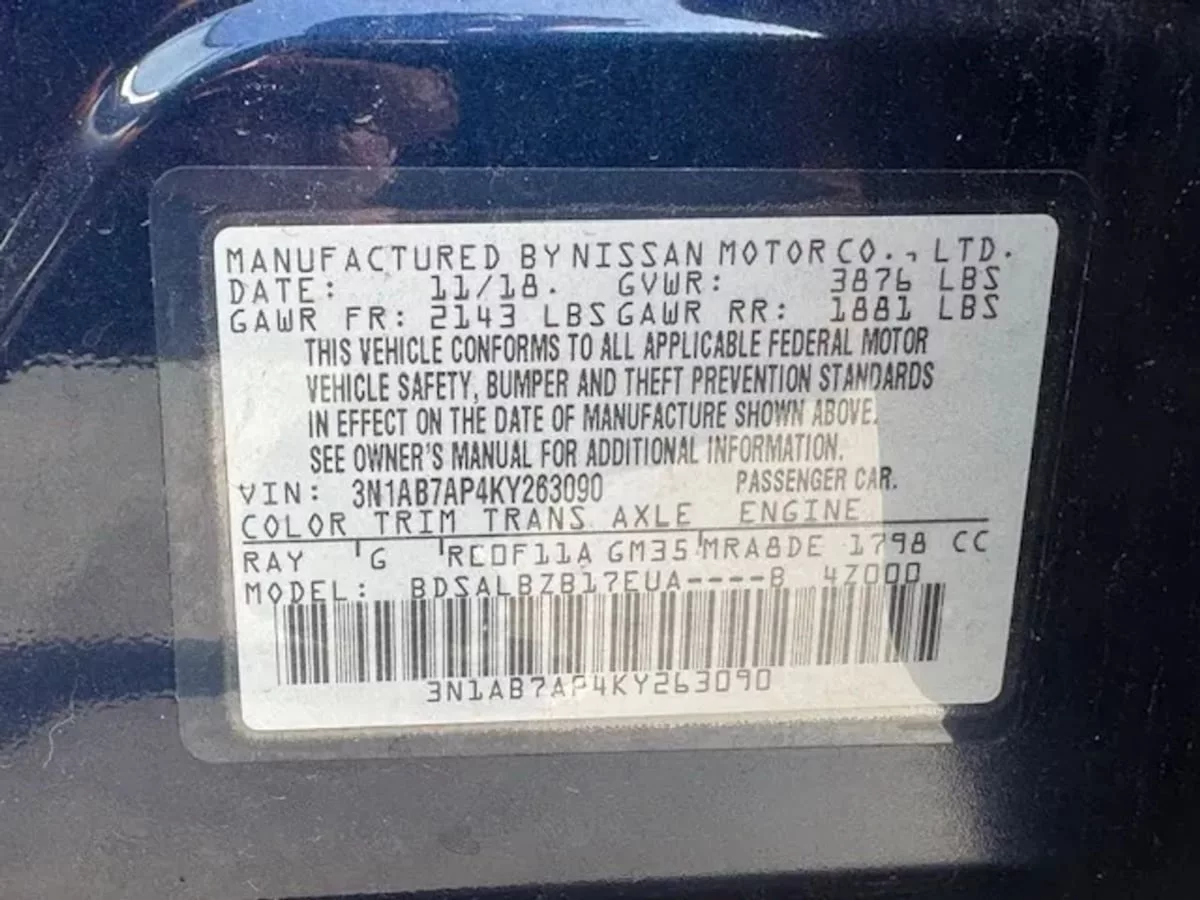 MANUFACTURED BY NISSAN MOTOR CO., LTD.
DATE: 11/18. GVWR: 3876 LBS
GAWR FR: 2143 LBS GAWR RR: 1881 LBS
THIS VEHICLE CONFORMS TO ALL APPLICABLE FEDERAL MOTOR
VEHICLE SAFETY, BUMPER AND THEFT PREVENTION STANDARDS
IN EFFECT ON THE DATE OF MANUFACTURE SHOWN ABOVE.
SEE OWNER'S MANUAL FOR ADDITIONAL INFORMATION.
VIN: 3N1AB7AP4KY263090 PASSENGER CAR.
COLOR TRIM TRANS AXLE ENGINE
RAY G RE0F11A GM35 MRA8DE 1798 CC
MODEL: BDSALBZB17EUA----B 4Z000
3N1AB7AP4KY263090